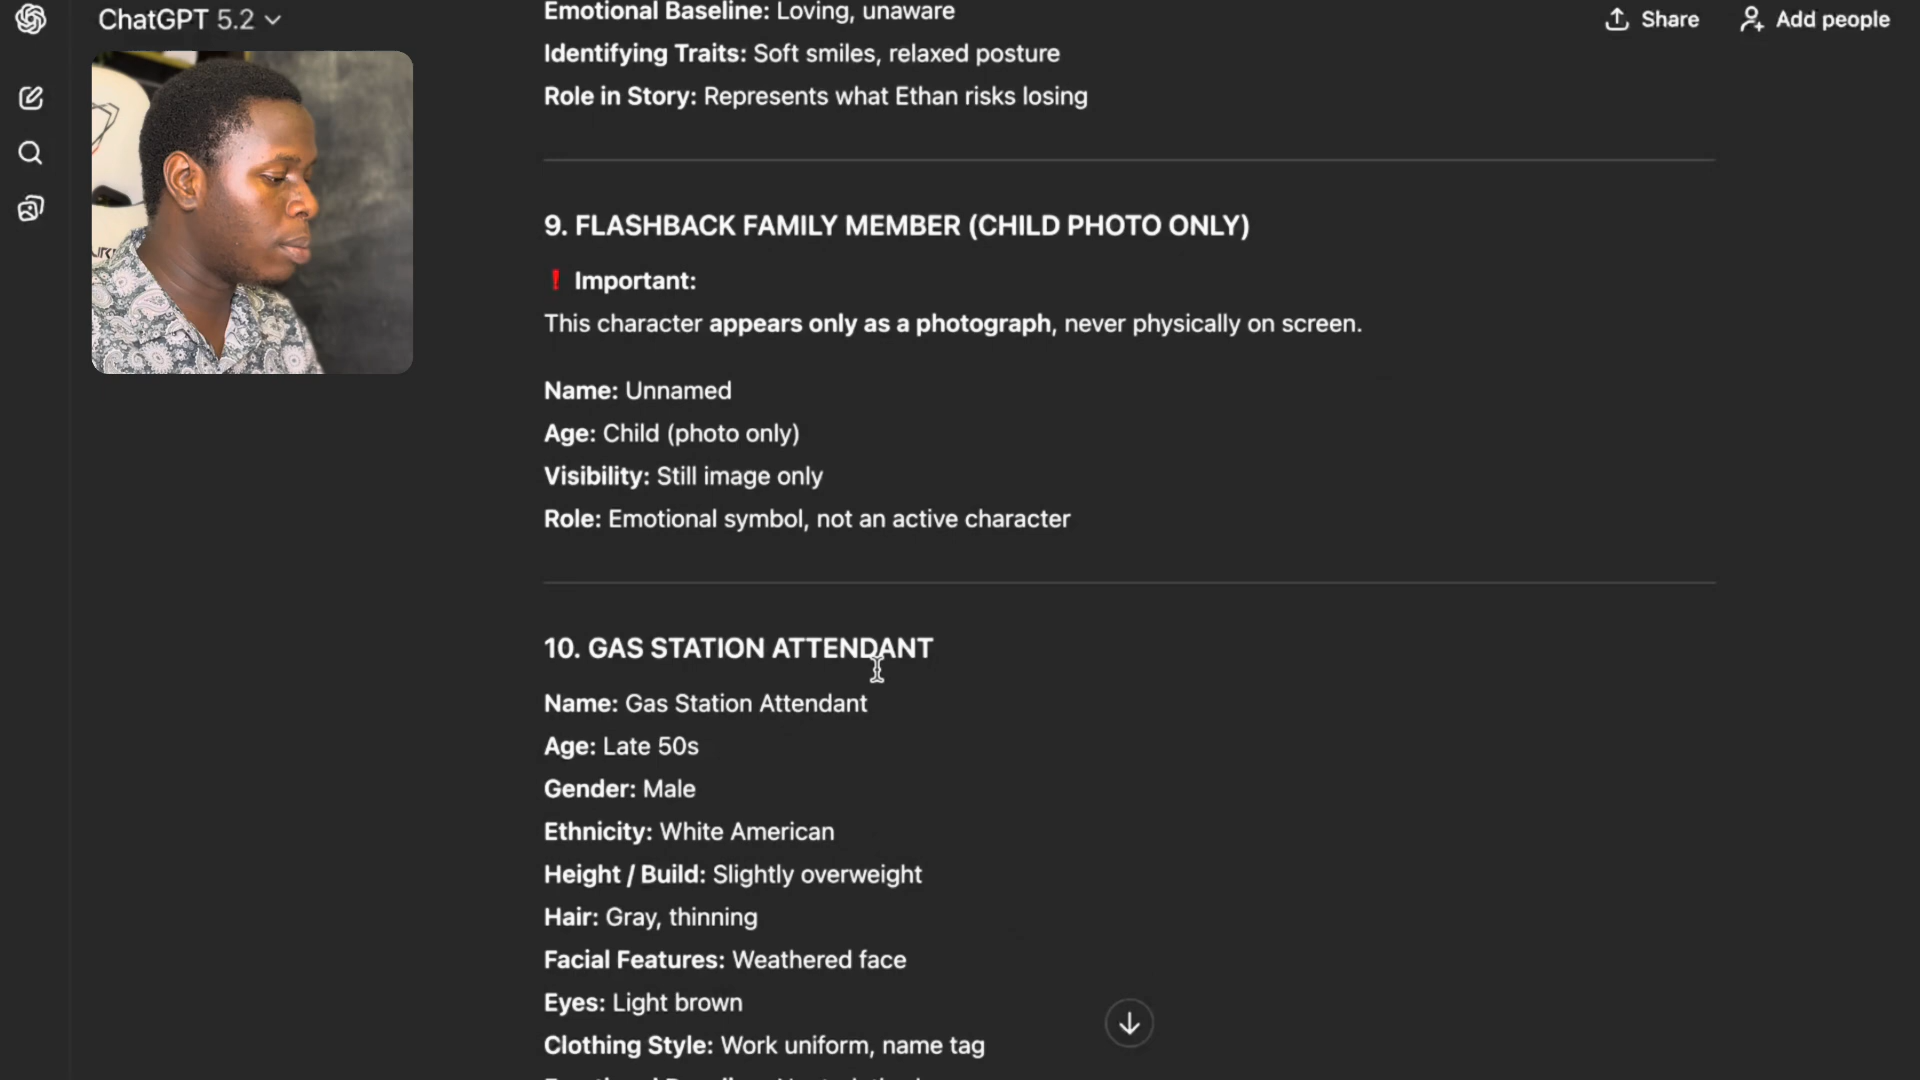 ChatGPT 5.2
Share
Add people
Emotional Baseline: Loving, unaware
Identifying Traits: Soft smiles, relaxed posture
Role in Story: Represents what Ethan risks losing
9. FLASHBACK FAMILY MEMBER (CHILD PHOTO ONLY)
❗ Important:
This character appears only as a photograph, never physically on screen.
Name: Unnamed
Age: Child (photo only)
Visibility: Still image only
Role: Emotional symbol, not an active character
10. GAS STATION ATTENDANT
Name: Gas Station Attendant
Age: Late 50s
Gender: Male
Ethnicity: White American
Height / Build: Slightly overweight
Hair: Gray, thinning
Facial Features: Weathered face
Eyes: Light brown
Clothing Style: Work uniform, name tag